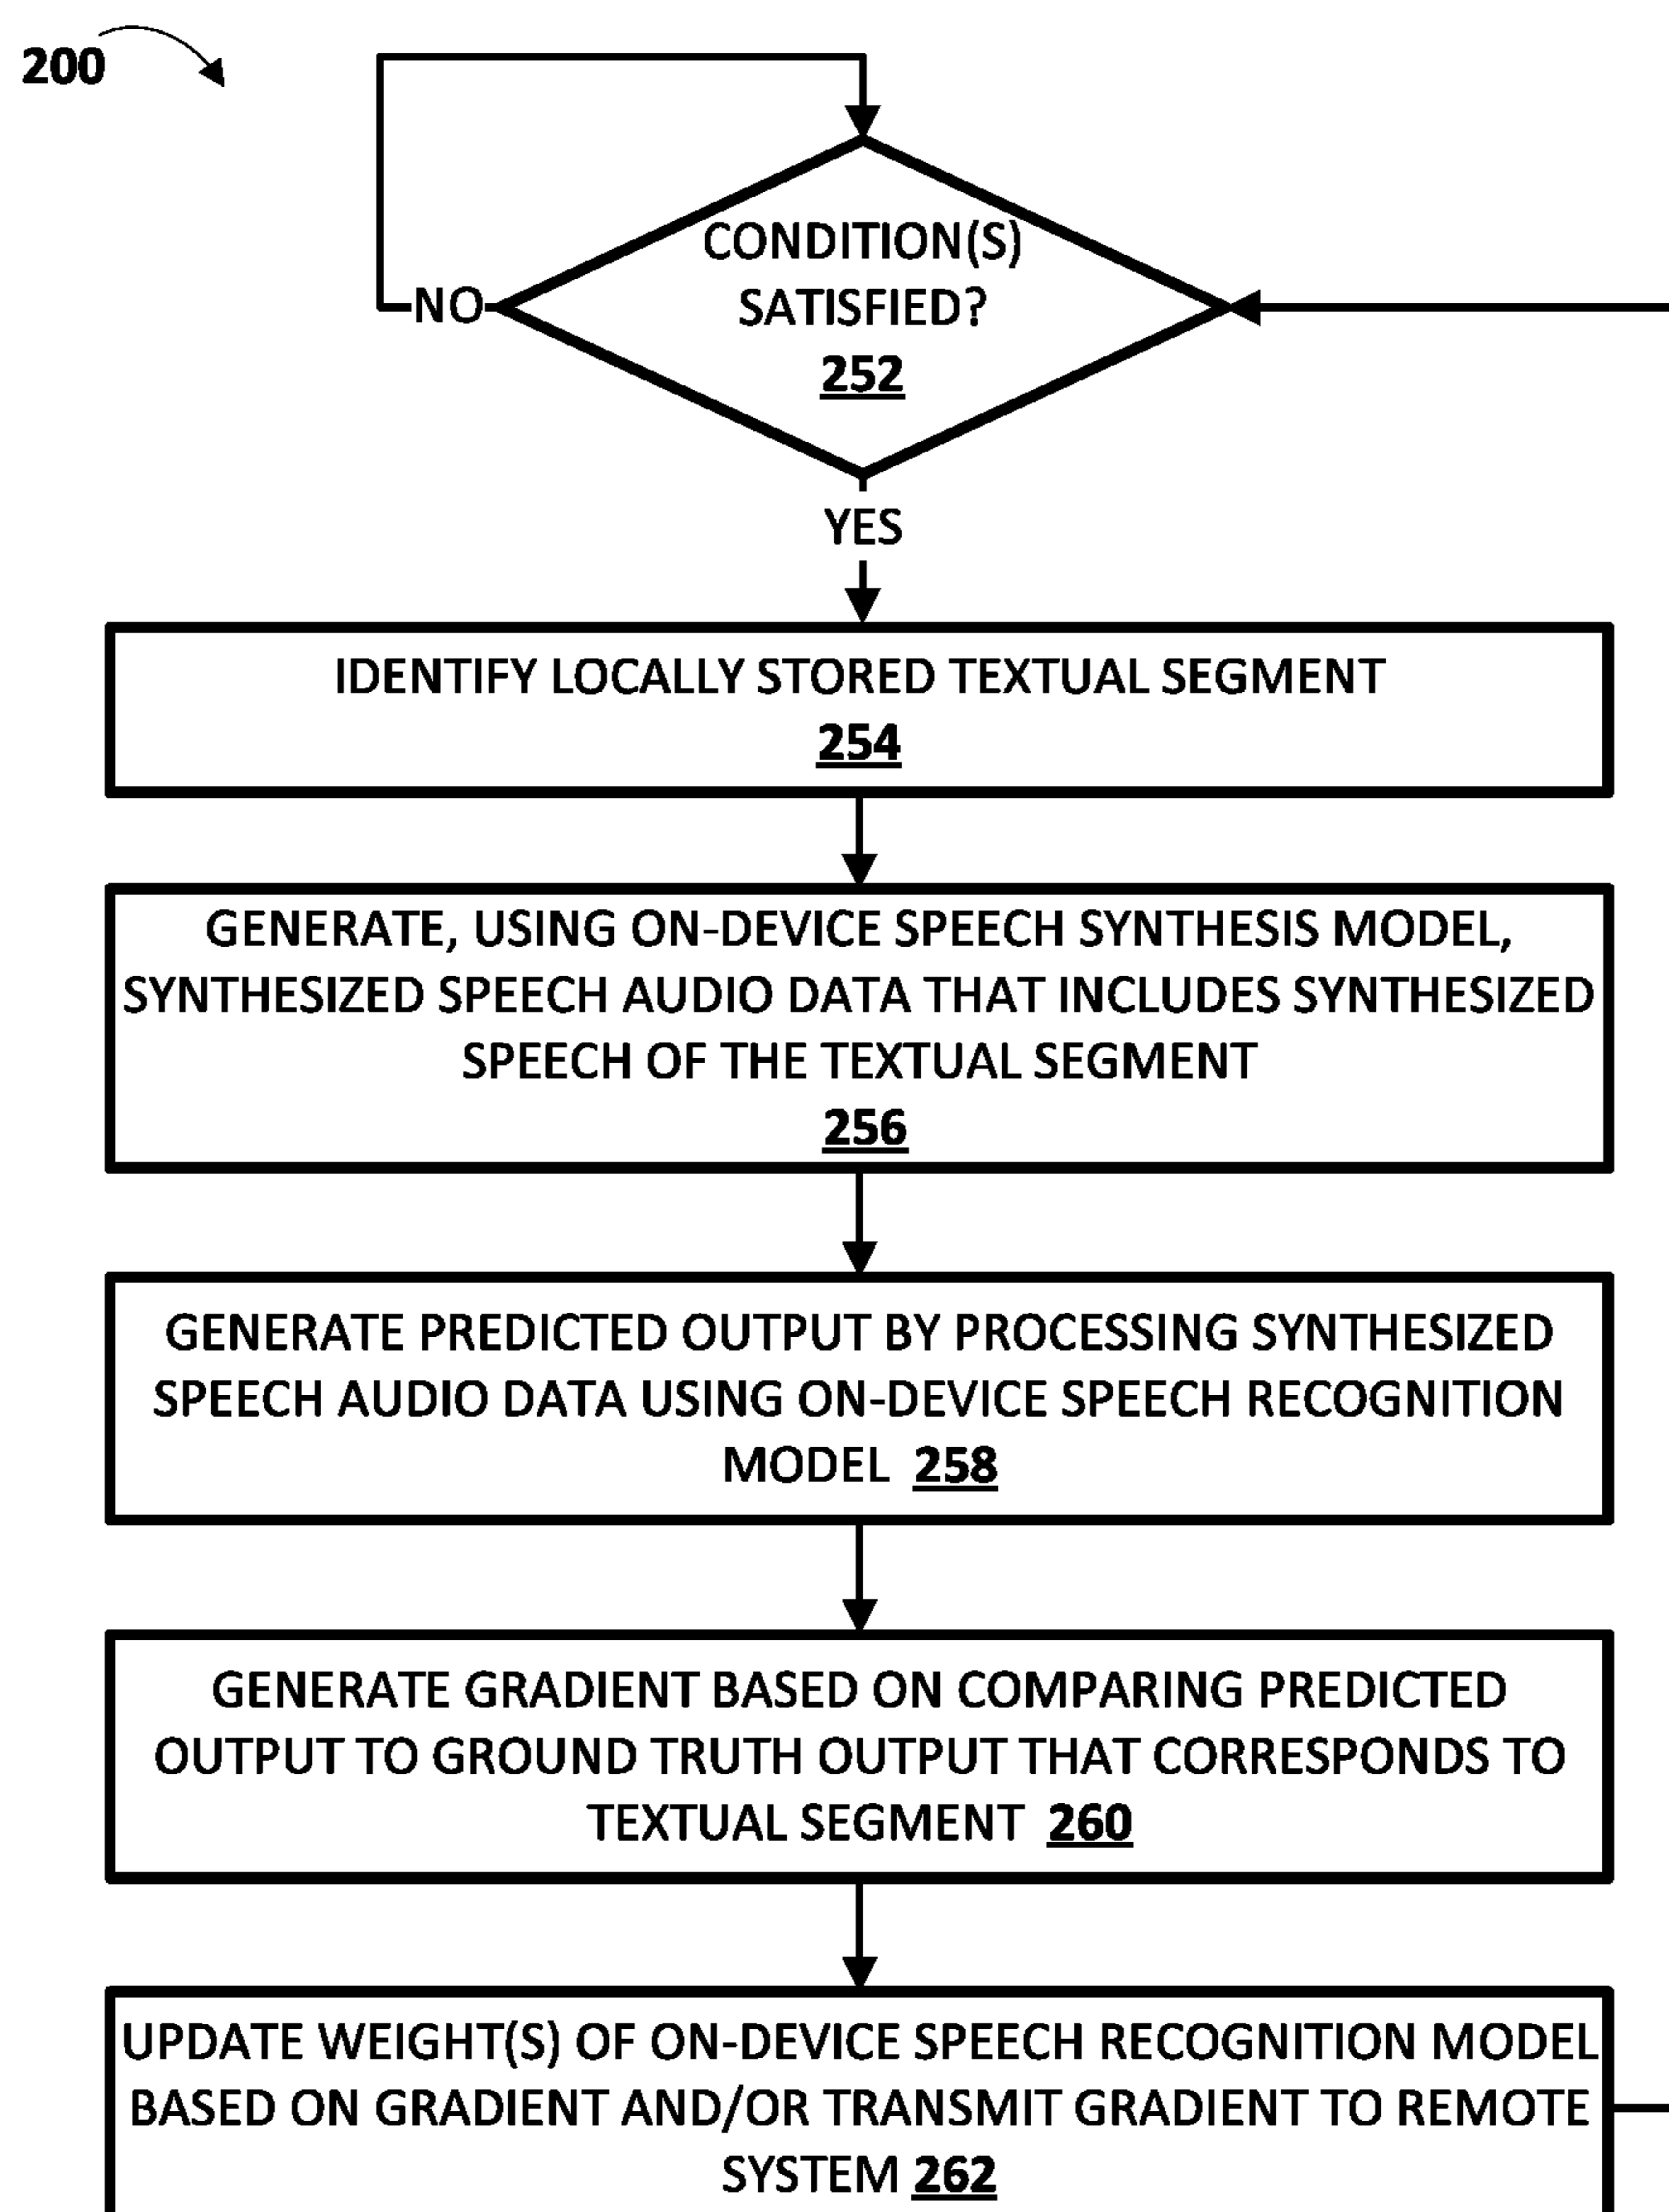 200
CONDITION(S)
SATISFIED?
252
NO
YES
IDENTIFY LOCALLY STORED TEXTUAL SEGMENT
254
GENERATE, USING ON-DEVICE SPEECH SYNTHESIS MODEL,
SYNTHESIZED SPEECH AUDIO DATA THAT INCLUDES SYNTHESIZED
SPEECH OF THE TEXTUAL SEGMENT
256
GENERATE PREDICTED OUTPUT BY PROCESSING SYNTHESIZED
SPEECH AUDIO DATA USING ON-DEVICE SPEECH RECOGNITION
MODEL 258
GENERATE GRADIENT BASED ON COMPARING PREDICTED
OUTPUT TO GROUND TRUTH OUTPUT THAT CORRESPONDS TO
TEXTUAL SEGMENT 260
UPDATE WEIGHT(S) OF ON-DEVICE SPEECH RECOGNITION MODEL
BASED ON GRADIENT AND/OR TRANSMIT GRADIENT TO REMOTE
SYSTEM 262